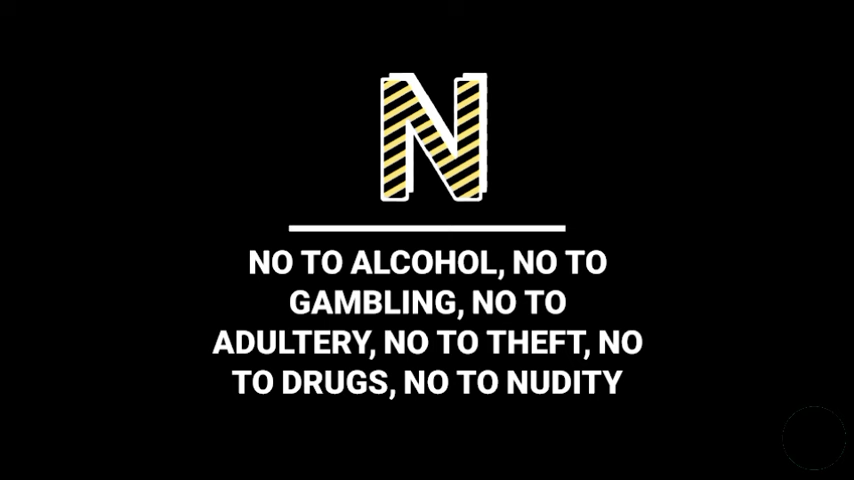 N
NO TO ALCOHOL, NO TO
GAMBLING, NO TO
ADULTERY, NO TO THEFT, NO
TO DRUGS, NO TO NUDITY